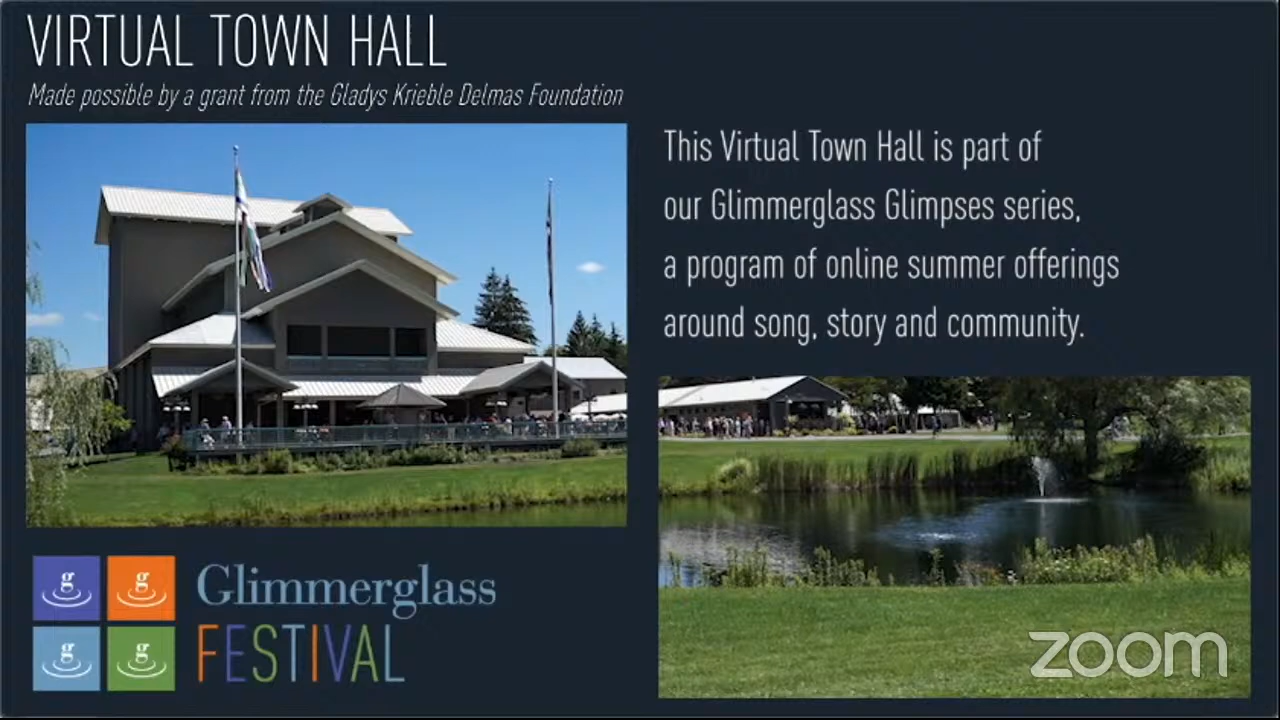 VIRTUAL TOWN HALL
Made possible by a grant from the Gladys Krieble Delmas Foundation
This Virtual Town Hall is part of
our Glimmerglass Glimpses series,
a program of online summer offerings
around song, story and community.
g g
g g
Glimmerglass
FESTIVAL
zoom